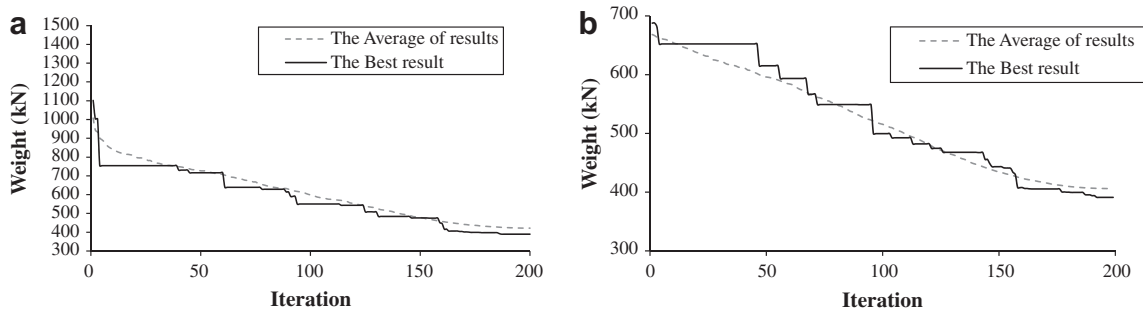 a
1500
1400
1300
1200
1100
1000
900
800
700
600
500
400
300
Weight (kN)
The Average of results
The Best result
0
50
100
150
200
Iteration
b
700
600
500
400
300
Weight (kN)
The Average of results
The Best result
0
50
100
150
200
Iteration